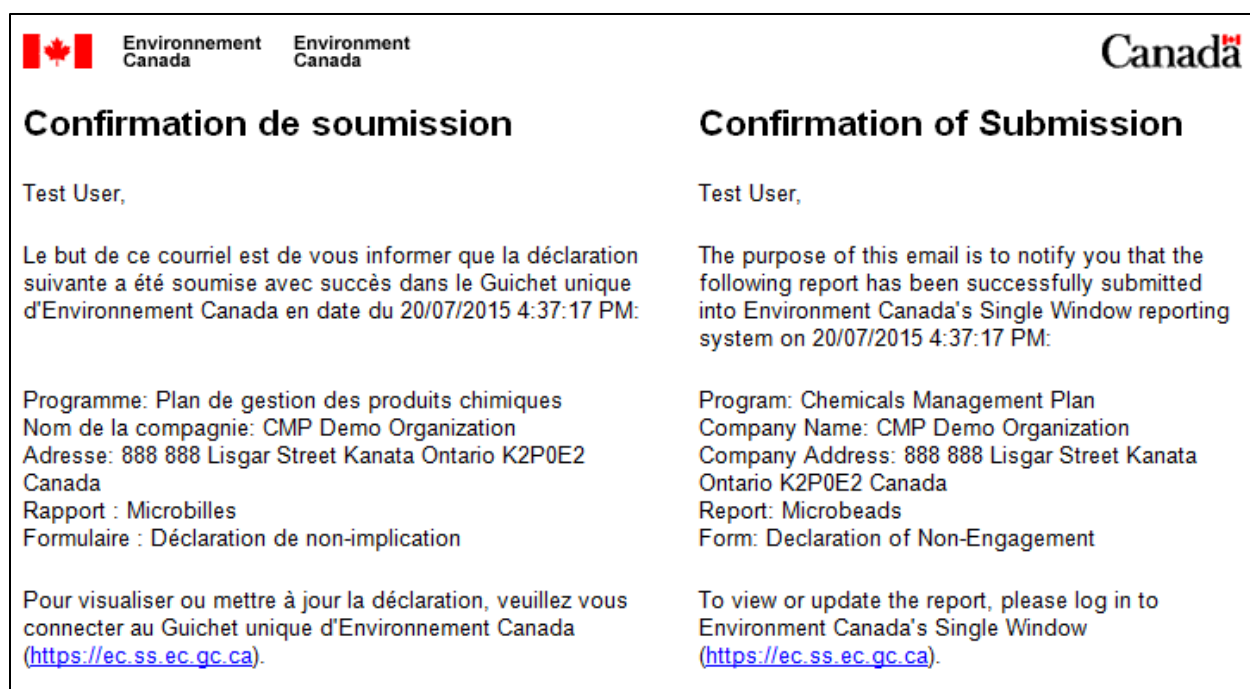 Environnement
Canada
Environment
Canada
Canada
Confirmation de soumission
Test User,
Le but de ce courriel est de vous informer que la déclaration
suivante a été soumise avec succès dans le Guichet unique
d'Environnement Canada en date du 20/07/2015 4:37:17 PM:
Programme: Plan de gestion des produits chimiques
Nom de la compagnie: CMP Demo Organization
Adresse: 888 888 Lisgar Street Kanata Ontario K2P0E2
Canada
Rapport : Microbilles
Formulaire : Déclaration de non-implication
Pour visualiser ou mettre à jour la déclaration, veuillez vous
connecter au Guichet unique d'Environnement Canada
(https://ec.ss.ec.gc.ca).
Confirmation of Submission
Test User,
The purpose of this email is to notify you that the
following report has been successfully submitted
into Environment Canada's Single Window reporting
system on 20/07/2015 4:37:17 PM:
Program: Chemicals Management Plan
Company Name: CMP Demo Organization
Company Address: 888 888 Lisgar Street Kanata
Ontario K2P0E2 Canada
Report: Microbeads
Form: Declaration of Non-Engagement
To view or update the report, please log in to
Environment Canada's Single Window
(https://ec.ss.ec.gc.ca).